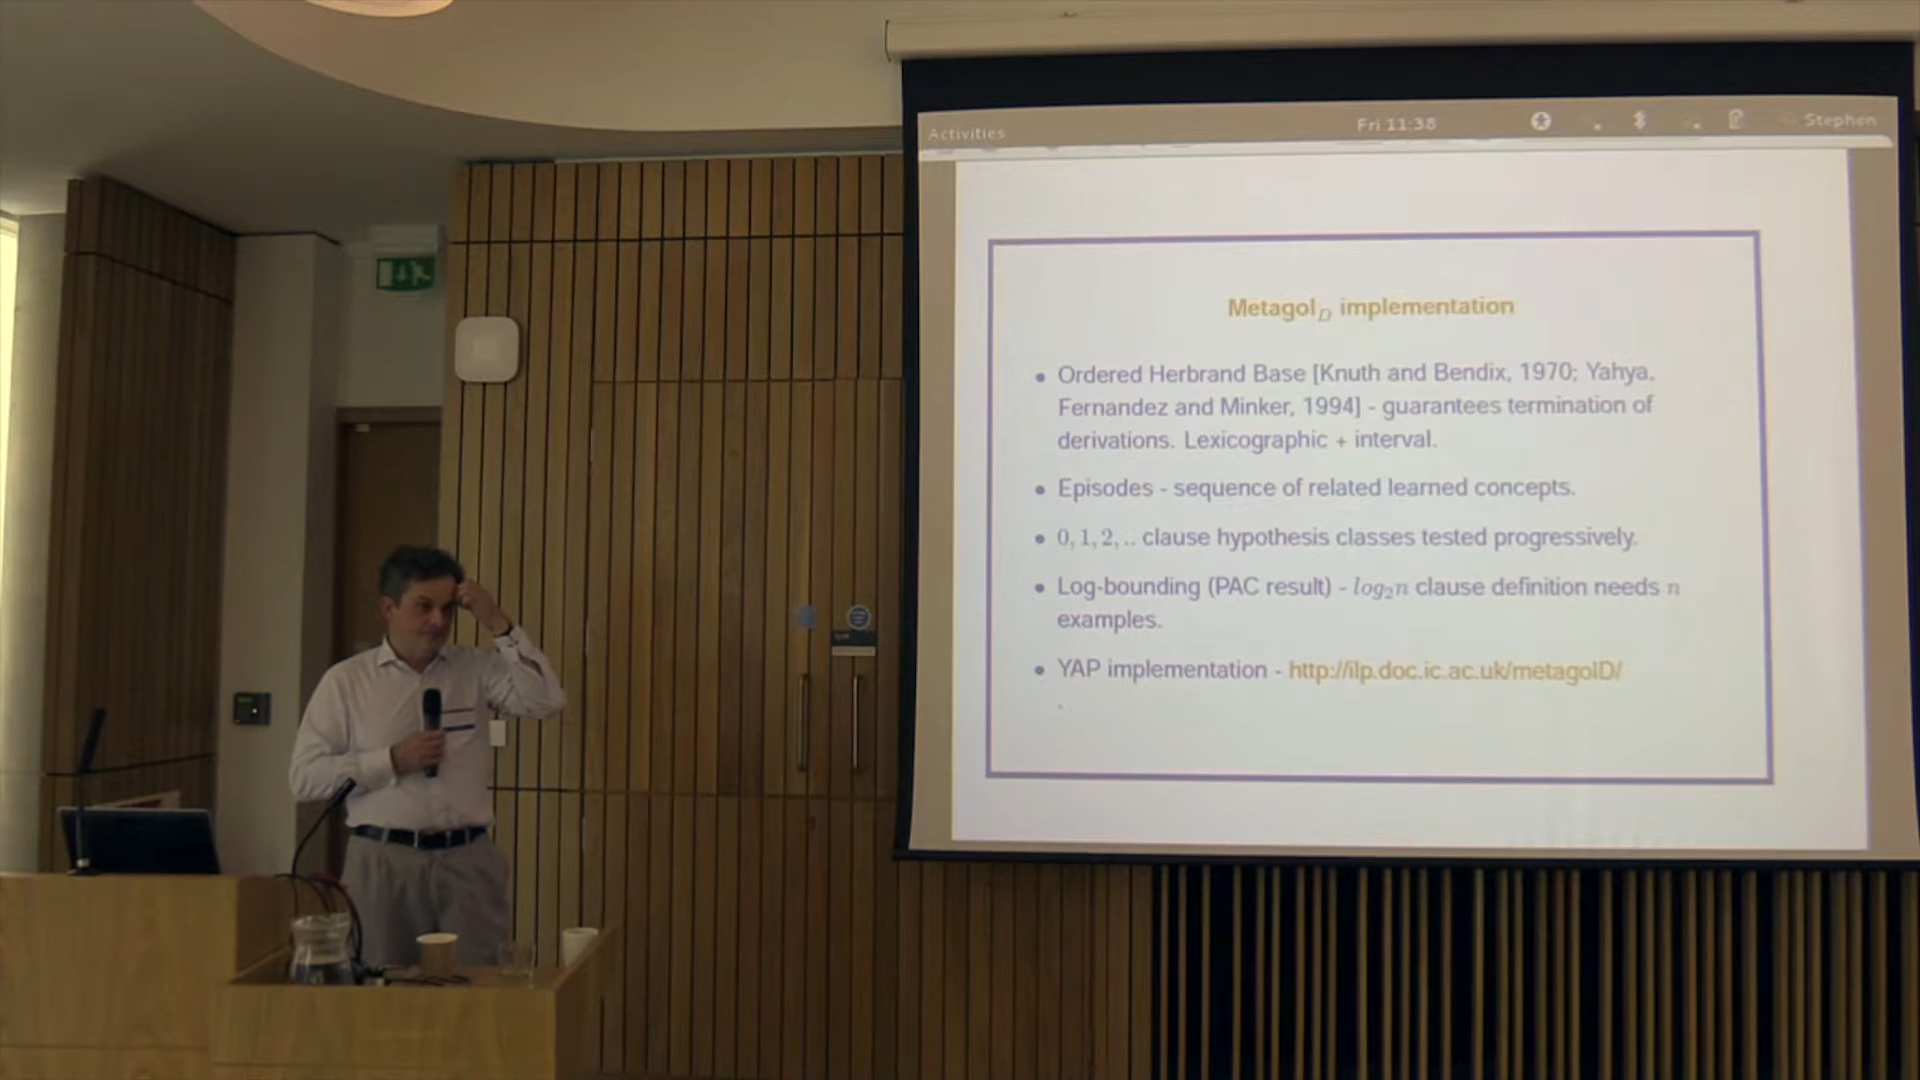 Activities
Fri 11:38
Stephen
Metagol D implementation
• Ordered Herbrand Base [Knuth and Bendix, 1970; Yahya,
Fernandez and Minker, 1994] - guarantees termination of
derivations. Lexicographic + interval.
• Episodes - sequence of related learned concepts.
• 0, 1, 2, .. clause hypothesis classes tested progressively.
• Log-bounding (PAC result) - log₂n clause definition needs n
examples.
• YAP implementation - http://ilp.doc.ic.ac.uk/metagolD/
.